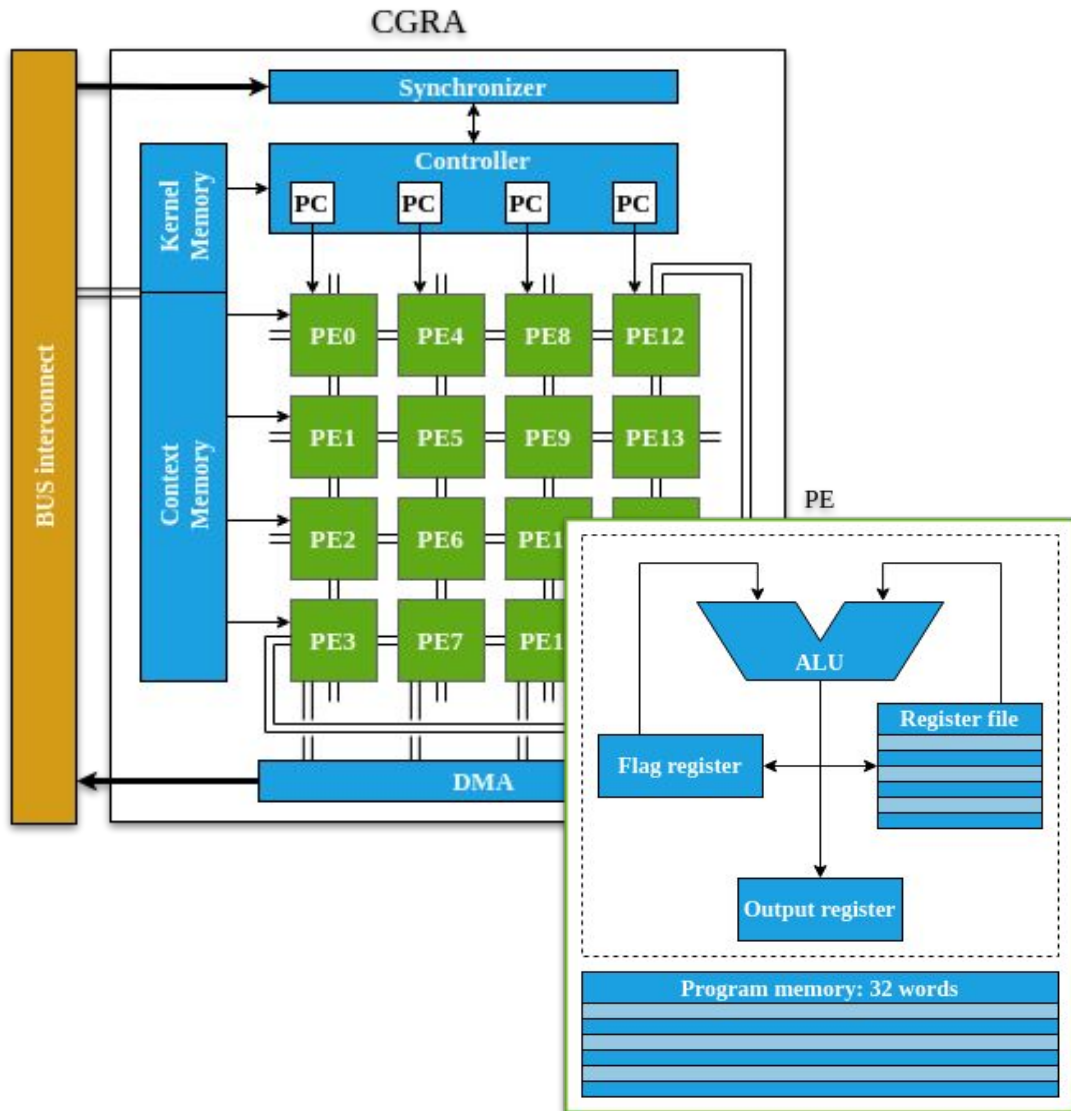 CGRA
Synchronizer
Controller
PC PC PC PC
Kernel
Memory
BUS interconnect
Context
Memory
PE0 PE4 PE8 PE12
PE1 PE5 PE9 PE13
PE2 PE6
PE3 PE7
DMA
PE
ALU
Register file
Flag register
Output register
Program memory: 32 words